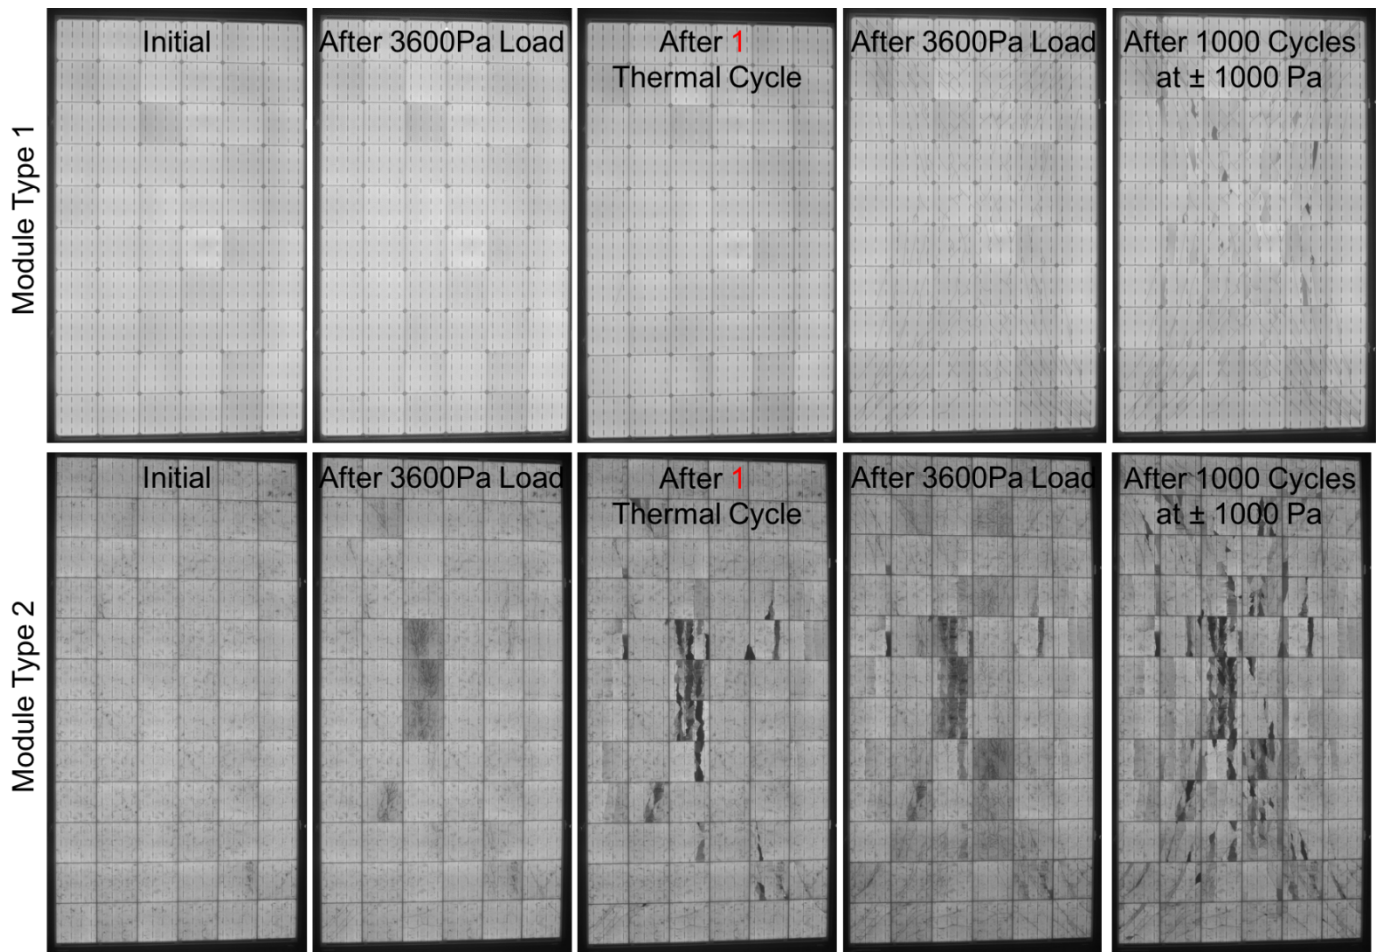 Module Type 1
Initial
After 3600Pa Load
After 1
Thermal Cycle
After 3600Pa Load
After 1000 Cycles
at ± 1000 Pa
Module Type 2
Initial
After 3600Pa Load
After 1
Thermal Cycle
After 3600Pa Load
After 1000 Cycles
at ± 1000 Pa